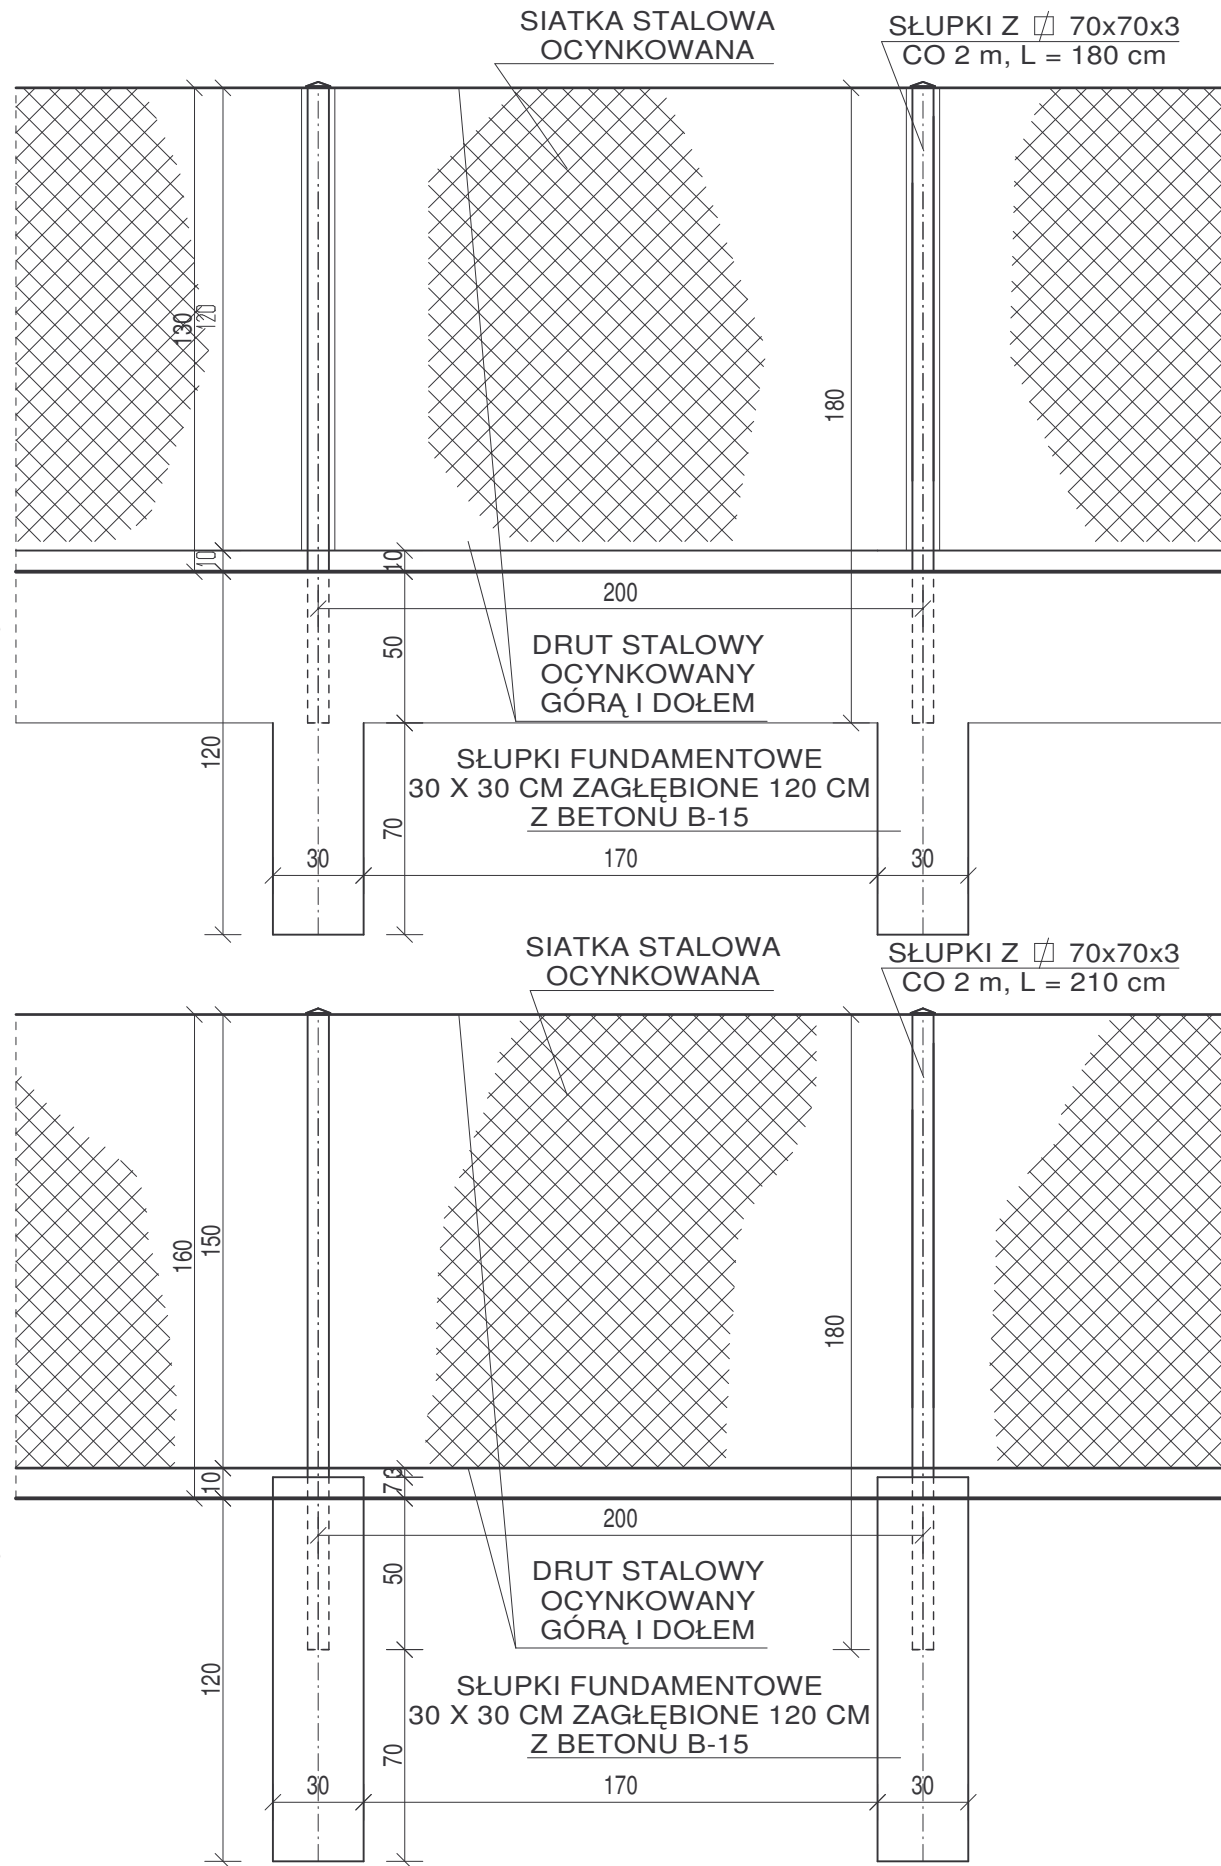 SIATKA STALOWA
OCYNKOWANA
SŁUPKI Z 70x70x3
CO 2 m, L = 180 cm
130
120
180
10
10
200
50
DRUT STALOWY
OCYNKOWANY
GÓRĄ I DOŁEM
120
SŁUPKI FUNDAMENTOWE
30 X 30 CM ZAGŁĘBIONE 120 CM
Z BETONU B-15
70
30
170
30
SIATKA STALOWA
OCYNKOWANA
SŁUPKI Z 70x70x3
CO 2 m, L = 210 cm
160
150
180
10
3
7
200
50
DRUT STALOWY
OCYNKOWANY
GÓRĄ I DOŁEM
120
SŁUPKI FUNDAMENTOWE
30 X 30 CM ZAGŁĘBIONE 120 CM
Z BETONU B-15
70
30
170
30